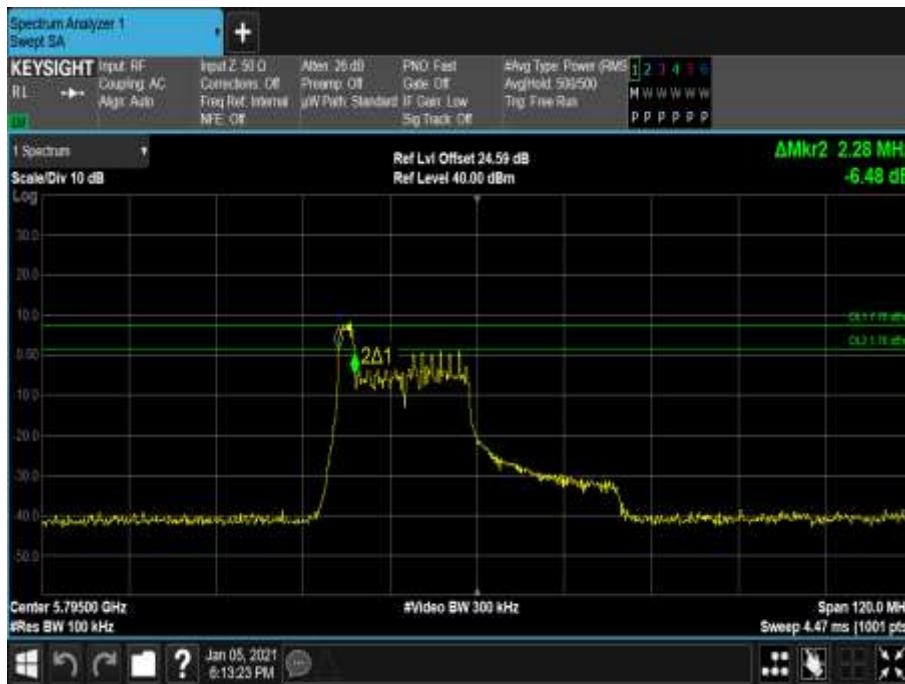 Spectrum Analyzer 1
Swept SA
+
KEYSIGHT
RL
Input: RF
Coupling: AC
Align: Auto
Input Z: 50 Ω
Corrections: Off
Freq Ref: Internal
NFE: Off
Atten: 26 dB
Preamp: Off
µW Path: Standard
PNO: Fast
Gate: Off
IF Gain: Low
Sig Track: Off
#Avg Type: Power (RMS
Avg|Hold: 500/500
Trig: Free Run
1 2 3 4 5 6
M W W W W W
P P P P P P
1 Spectrum
Scale/Div 10 dB
Log
Ref Lvl Offset 24.59 dB
Ref Level 40.00 dBm
ΔMkr2 2.28 MH
-6.48 dB
30.0
20.0
10.0
0.00
-10.0
-20.0
-30.0
-40.0
-50.0
2Δ1
Center 5.79500 GHz
#Res BW 100 kHz
#Video BW 300 kHz
Span 120.0 MH
Sweep 4.47 ms (1001 pts
?
Jan 05, 2021
6:13:23 PM